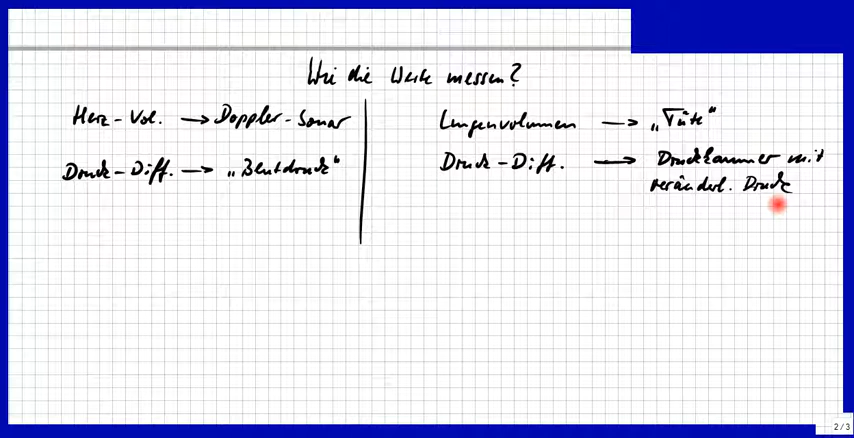 Wie die Werte messen?
Herz-Vol. → Doppler-Sonar
Druck-Diff. → „Blutdruck"
Lungenvolumen → „Tüte"
Druck-Diff. → Druckkammer mit
veränderl. Druck
2/3